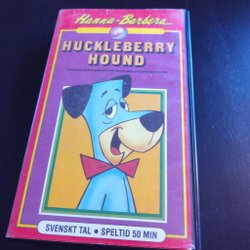 Hanna-Barbera
HUCKLEBERRY
HOUND
SVENSKT TAL • SPELTID 50 MIN